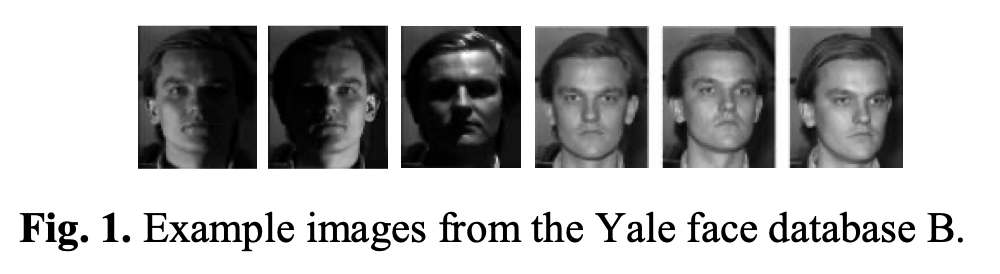 Fig. 1. Example images from the Yale face database B.